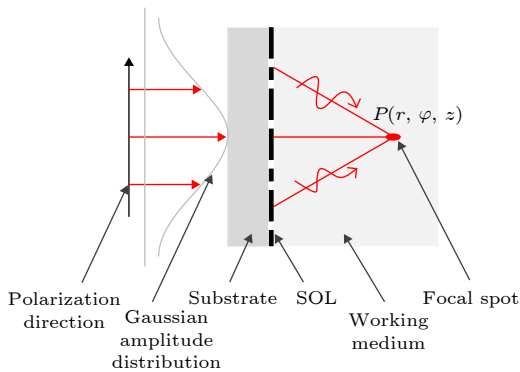 P(r, φ, z)
Polarization
direction
Gaussian
amplitude
distribution
Substrate
SOL
Working
medium
Focal spot